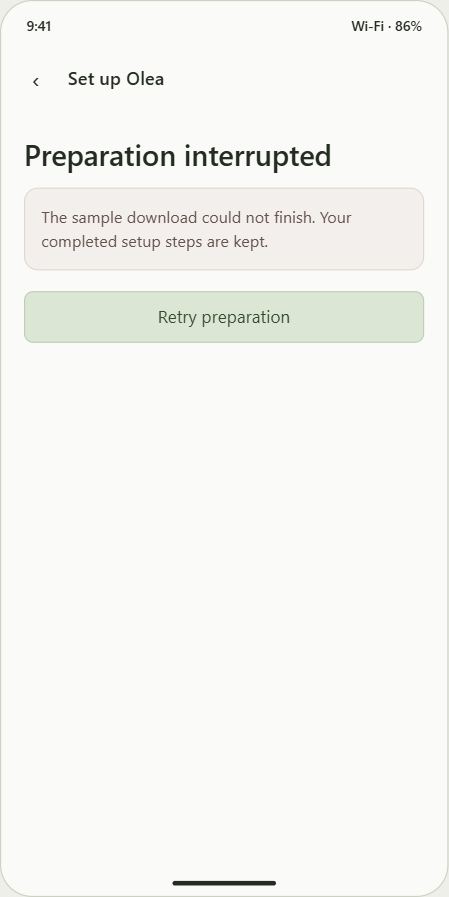 9:41
Wi-Fi · 86%
‹ Set up Olea
Preparation interrupted
The sample download could not finish. Your
completed setup steps are kept.
Retry preparation